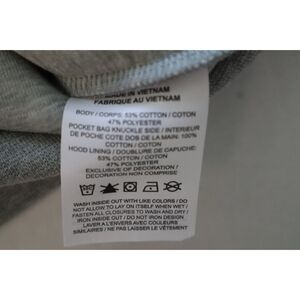 MADE IN VIETNAM
FABRIQUE AU VIETNAM
BODY / CORPS: 53% COTTON / COTON
47% POLYESTER
POCKET BAG KNUCKLE SIDE / INTERIEUR
DE POCHE COTE DOS DE LA MAIN: 100%
COTTON / COTON
HOOD LINING / DOUBLURE DE CAPUCHE:
53% COTTON / COTON
47% POLYESTER
EXCLUSIVE OF DECORATION /
DECORATION NON COMPRISE
WASH INSIDE OUT WITH LIKE COLORS / DO
NOT ALLOW TO LAY ON ITSELF WHEN WET /
FASTEN ALL CLOSURES TO WASH AND DRY /
IRON INSIDE OUT / DO NOT IRON DESIGN
LAVER A L'ENVERS AVEC COULEURS
SIMILAIRES / NE PAS LAISSER LE VÊTEMENT